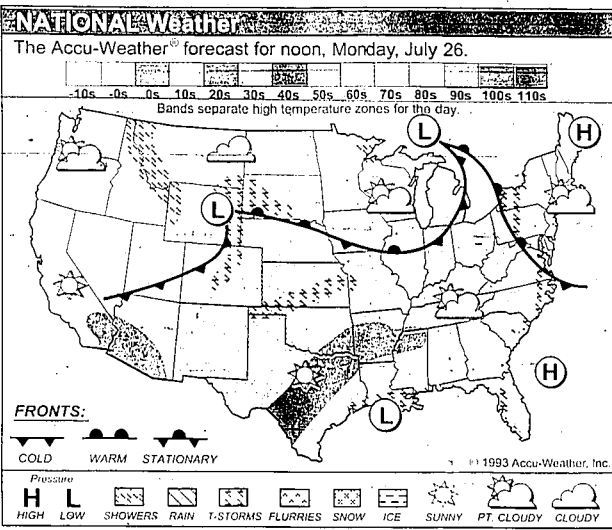 NATIONAL Weather
The Accu-Weather® forecast for noon, Monday, July 26.
-10s -0s 0s 10s 20s 30s 40s 50s 60s 70s 80s 90s 100s 110s
Bands separate high temperature zones for the day.
L
H
L
H
L
FRONTS:
COLD WARM STATIONARY
© 1993 Accu-Weather, Inc.
Pressure
H L
HIGH LOW SHOWERS RAIN T-STORMS FLURRIES SNOW ICE SUNNY PT. CLOUDY CLOUDY